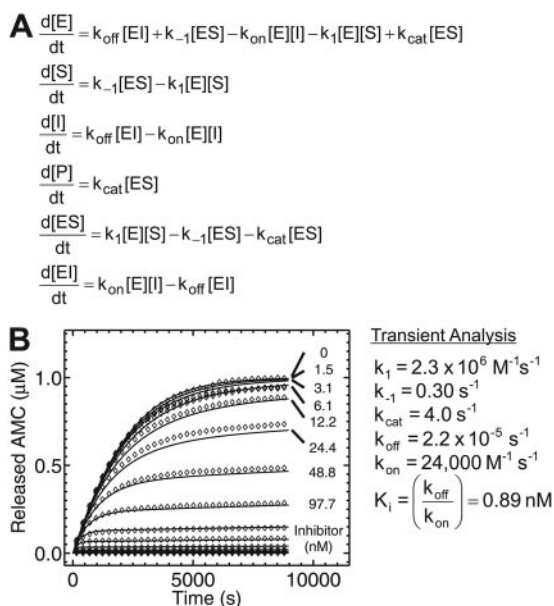 A
d[E]/dt = k_off[EI] + k_-1[ES] − k_on[E][I] − k_1[E][S] + k_cat[ES]
d[S]/dt = k_-1[ES] − k_1[E][S]
d[I]/dt = k_off[EI] − k_on[E][I]
d[P]/dt = k_cat[ES]
d[ES]/dt = k_1[E][S] − k_-1[ES] − k_cat[ES]
d[EI]/dt = k_on[E][I] − k_off[EI]
B
Released AMC (μM)
1.0
0.5
0.0
0
1.5
3.1
6.1
12.2
24.4
48.8
97.7
Inhibitor
(nM)
0 5000 10000
Time (s)
Transient Analysis
k_1 = 2.3 x 10^6 M^-1 s^-1
k_-1 = 0.30 s^-1
k_cat = 4.0 s^-1
k_off = 2.2 x 10^-5 s^-1
k_on = 24,000 M^-1 s^-1
K_i = (k_off/k_on) = 0.89 nM